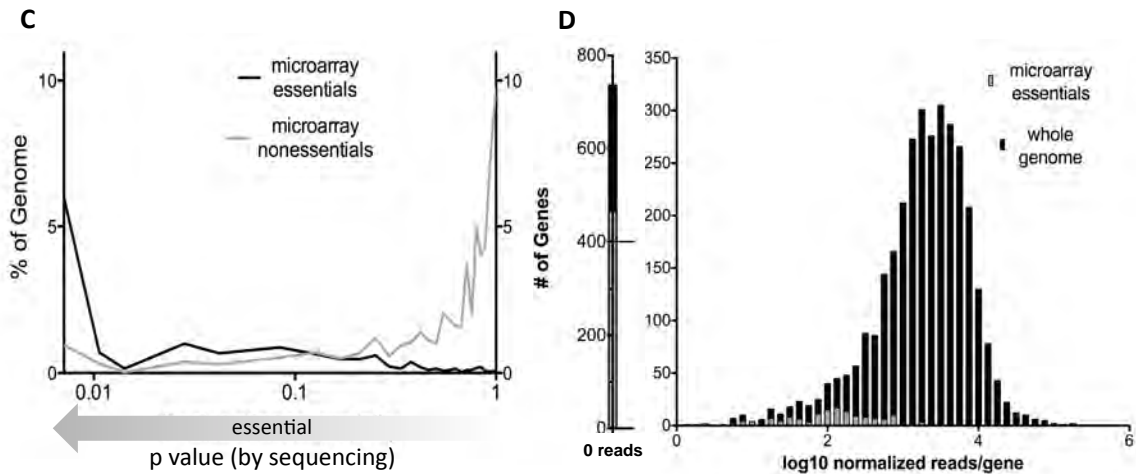 C
% of Genome
10
5
0
10
5
0
microarray
essentials
microarray
nonessentials
0.01
0.1
1
essential
p value (by sequencing)
D
# of Genes
800
600
400
200
0
0 reads
350
300
250
200
150
100
50
0
microarray
essentials
whole
genome
0
2
4
6
log10 normalized reads/gene